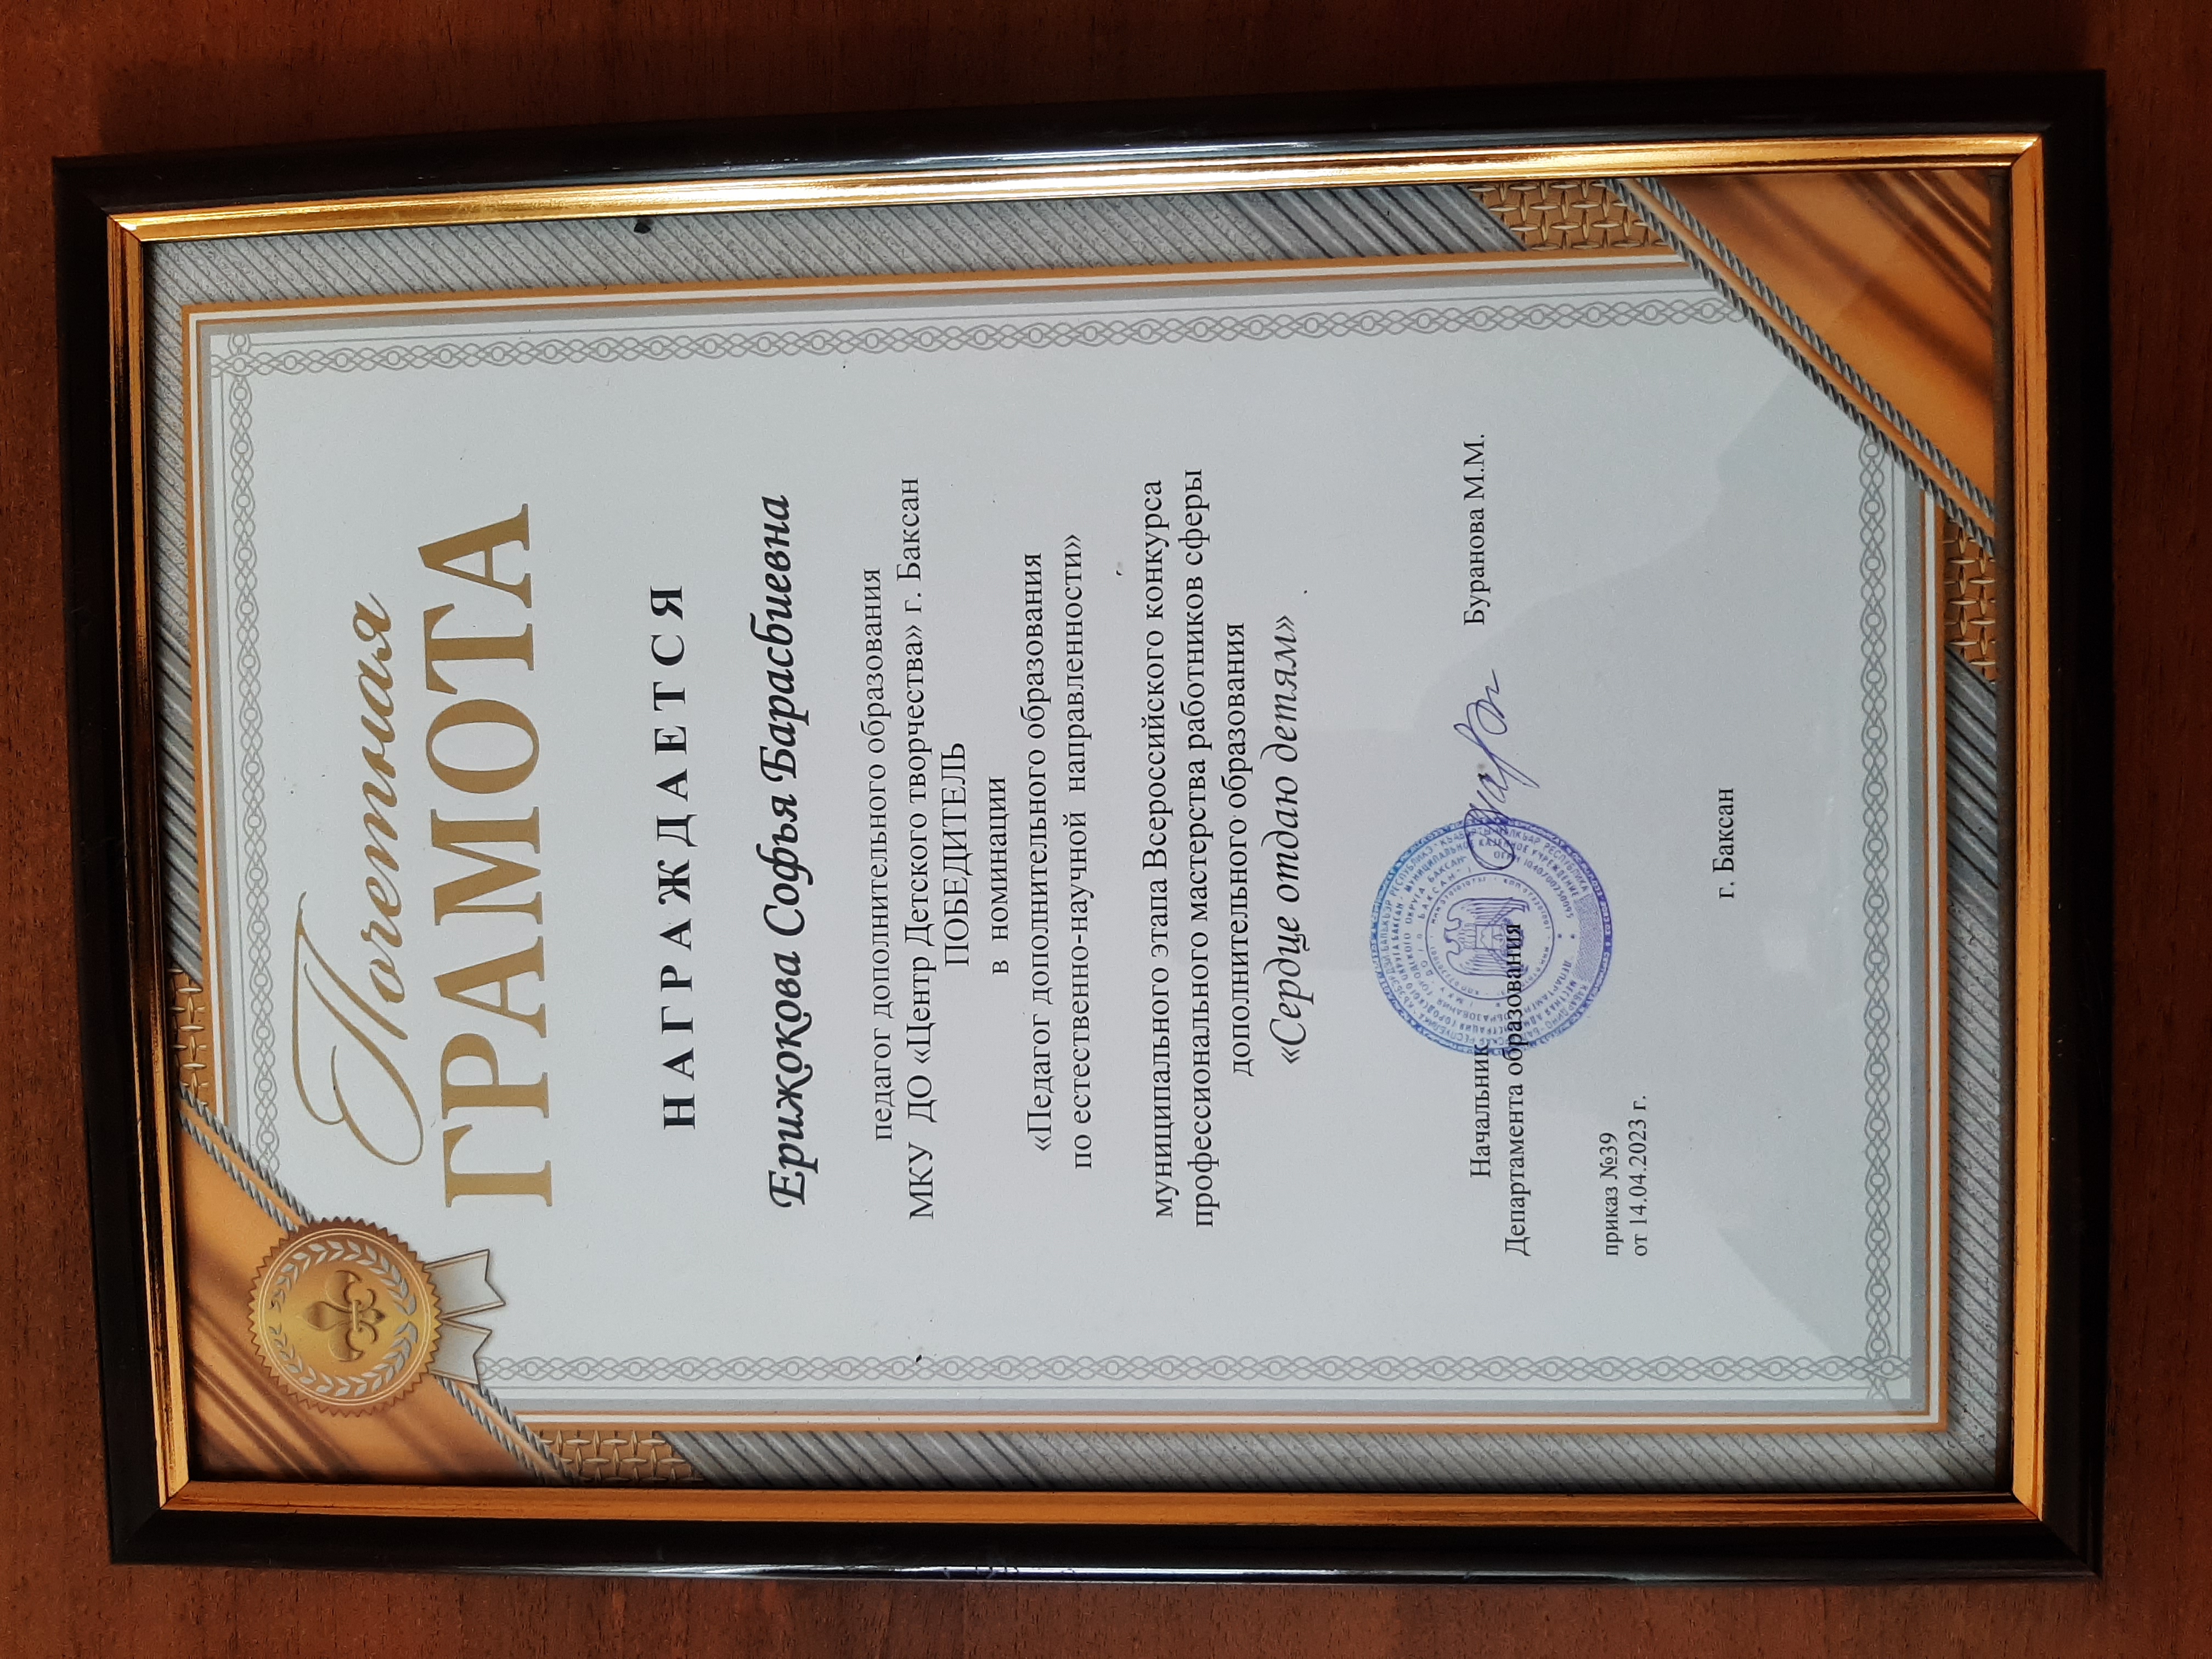 Почетная
ГРАМОТА
НАГРАЖДАЕТСЯ
Ерижокова Софья Барасбиевна
педагог дополнительного образования
МКУ ДО «Центр Детского творчества» г. Баксан
ПОБЕДИТЕЛЬ
в номинации
«Педагог дополнительного образования
по естественно-научной направленности»
муниципального этапа Всероссийского конкурса
профессионального мастерства работников сферы
дополнительного образования
«Сердце отдаю детям»
Начальник
Департамента образования
Буранова М.М.
приказ №39
от 14.04.2023 г.
г. Баксан